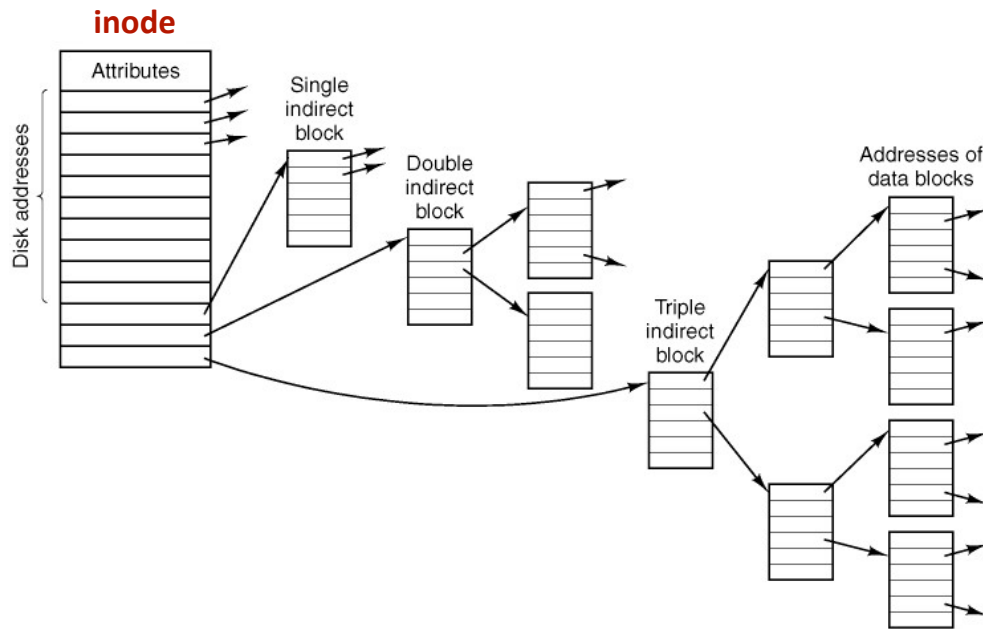 inode
Attributes
Disk addresses
Single
indirect
block
Double
indirect
block
Triple
indirect
block
Addresses of
data blocks